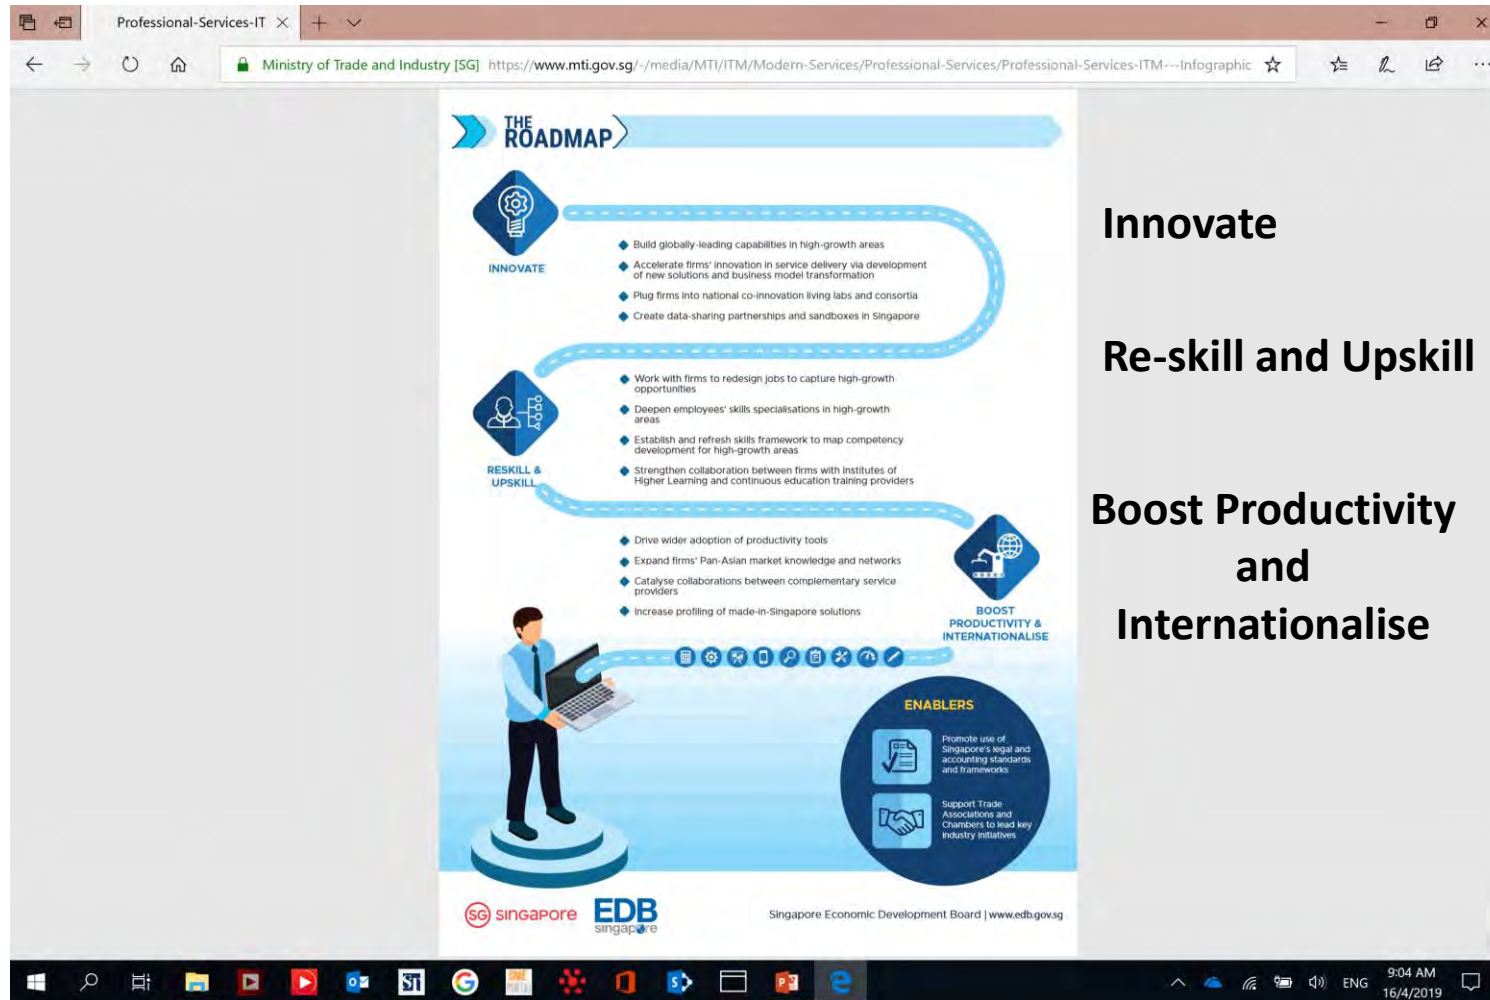 Professional-Services-IT
Ministry of Trade and Industry [SG] https://www.mti.gov.sg/-/media/MTI/ITM/Modern-Services/Professional-Services/Professional-Services-ITM---Infographic
THE
ROADMAP
INNOVATE
Build globally-leading capabilities in high-growth areas
Accelerate firms' innovation in service delivery via development
of new solutions and business model transformation
Plug firms into national co-innovation living labs and consortia
Create data-sharing partnerships and sandboxes in Singapore
Innovate
RESKILL &
UPSKILL
Work with firms to redesign jobs to capture high-growth
opportunities
Deepen employees' skills specialisations in high-growth
areas
Establish and refresh skills framework to map competency
development for high-growth areas
Strengthen collaboration between firms with Institutes of
Higher Learning and continuous education training providers
Re-skill and Upskill
Drive wider adoption of productivity tools
Expand firms' Pan-Asian market knowledge and networks
Catalyse collaborations between complementary service
providers
Increase profiling of made-in-Singapore solutions
BOOST
PRODUCTIVITY &
INTERNATIONALISE
Boost Productivity
and
Internationalise
ENABLERS
Promote use of
Singapore's legal and
accounting standards
and frameworks
Support Trade
Associations and
Chambers to lead key
industry initiatives
SG singapore
EDB
singapore
Singapore Economic Development Board | www.edb.gov.sg
ST
ENG
9:04 AM
16/4/2019